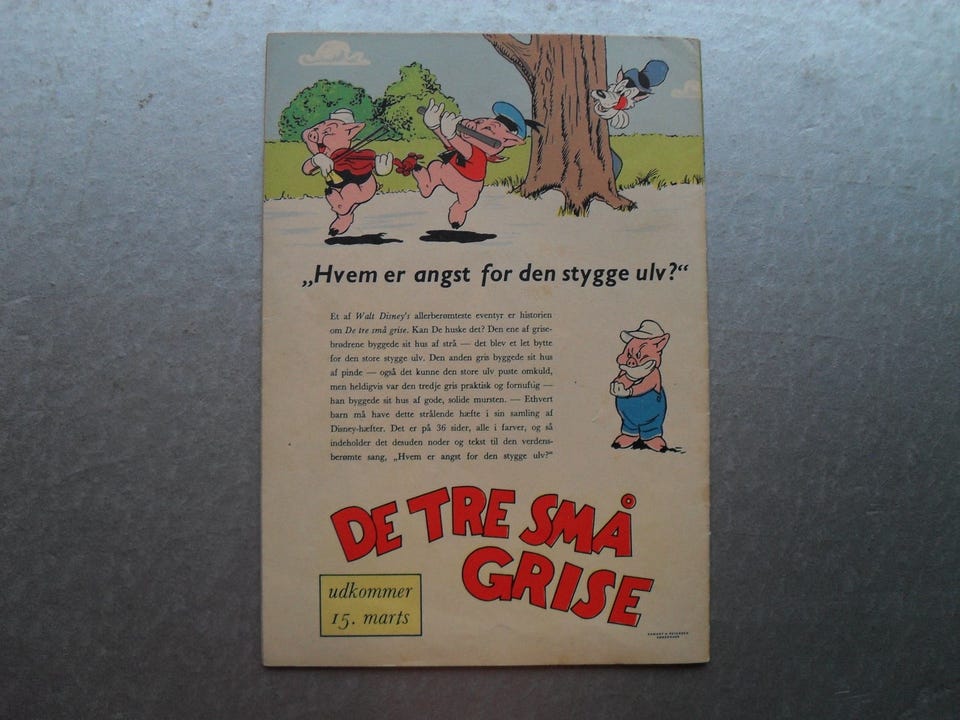 „Hvem er angst for den stygge ulv?“
Et af Walt Disney's allerberømteste eventyr er historien
om De tre små grise. Kan De huske det? Den ene af grise-
brødrene byggede sit hus af strå — det blev et let bytte
for den store stygge ulv. Den anden gris byggede sit hus
af pinde — også det kunne den store ulv puste omkuld,
men heldigvis var den tredje gris praktisk og fornuftig —
han byggede sit hus af gode, solide mursten. — Ethvert
barn må have dette strålende hæfte i sin samling af
Disney-hæfter. Det er på 36 sider, alle i farver, og så
indeholder det desuden noder og tekst til den verdens-
berømte sang, „Hvem er angst for den stygge ulv?“
DE TRE SMÅ
GRISE
udkommer
15. marts